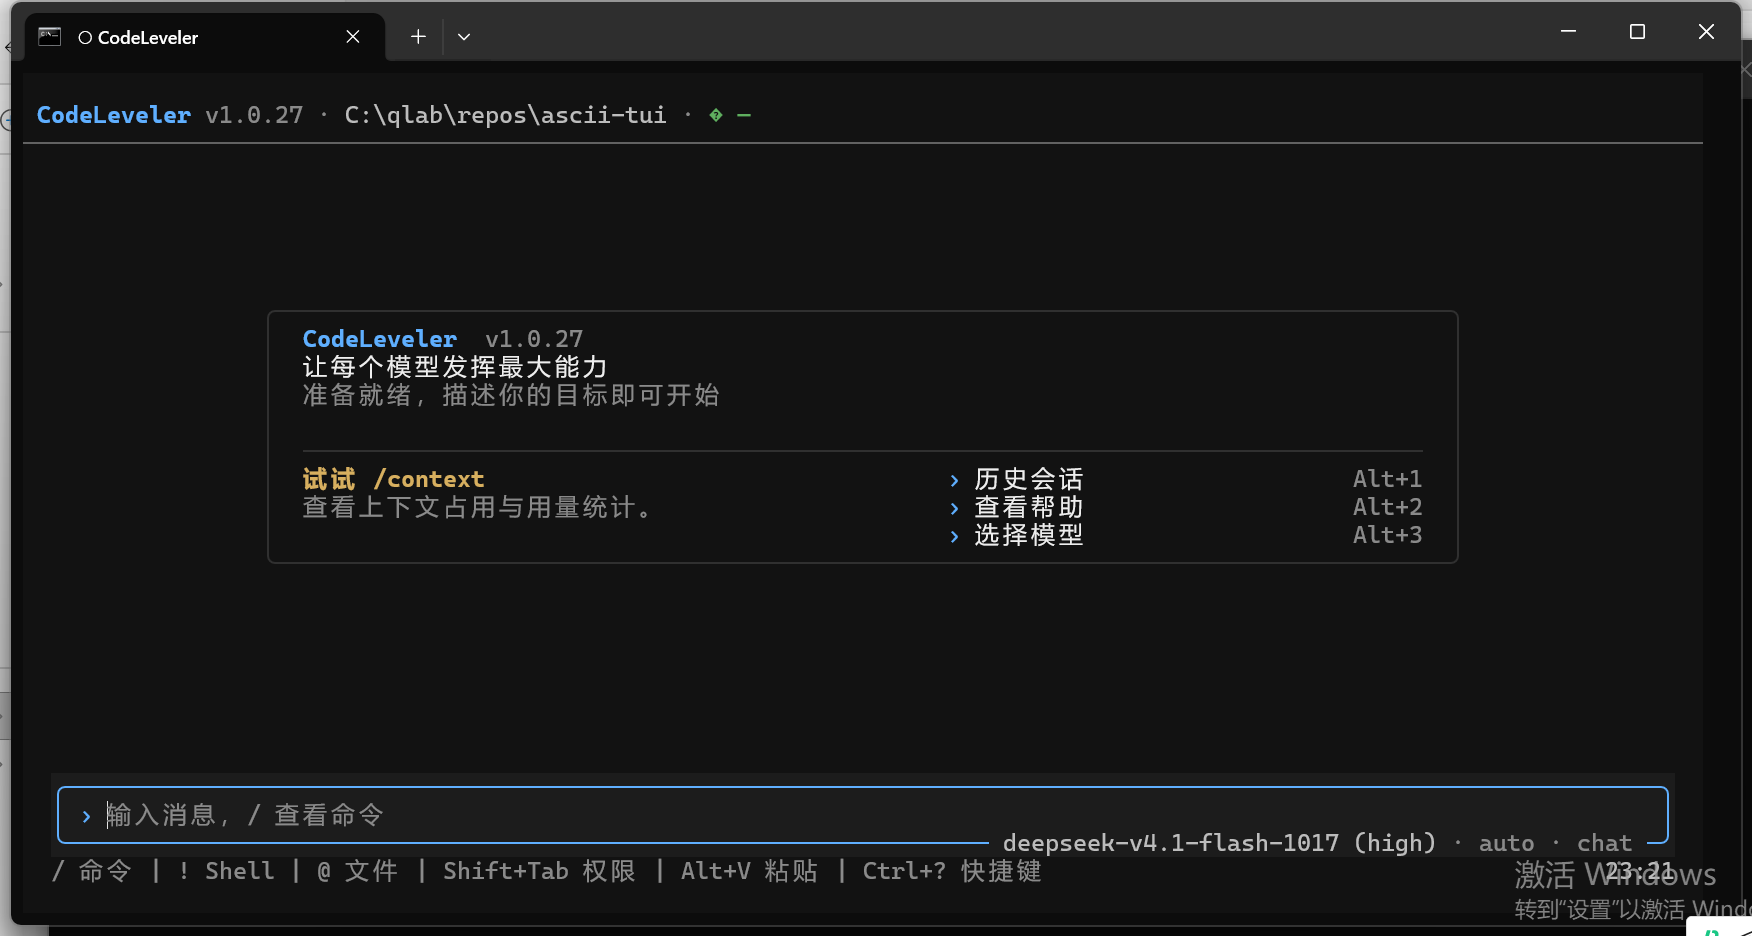 CodeLeveler
CodeLeveler v1.0.27 · C:\qlab\repos\ascii-tui · � —
CodeLeveler v1.0.27
让每个模型发挥最大能力
准备就绪，描述你的目标即可开始
试试 /context
查看上下文占用与用量统计。
› 历史会话 Alt+1
› 查看帮助 Alt+2
› 选择模型 Alt+3
› 输入消息，/ 查看命令
deepseek-v4.1-flash-1017 (high) · auto · chat
/ 命令 | ! Shell | @ 文件 | Shift+Tab 权限 | Alt+V 粘贴 | Ctrl+? 快捷键
23:21
激活 Windows
转到“设置”以激活 Windo